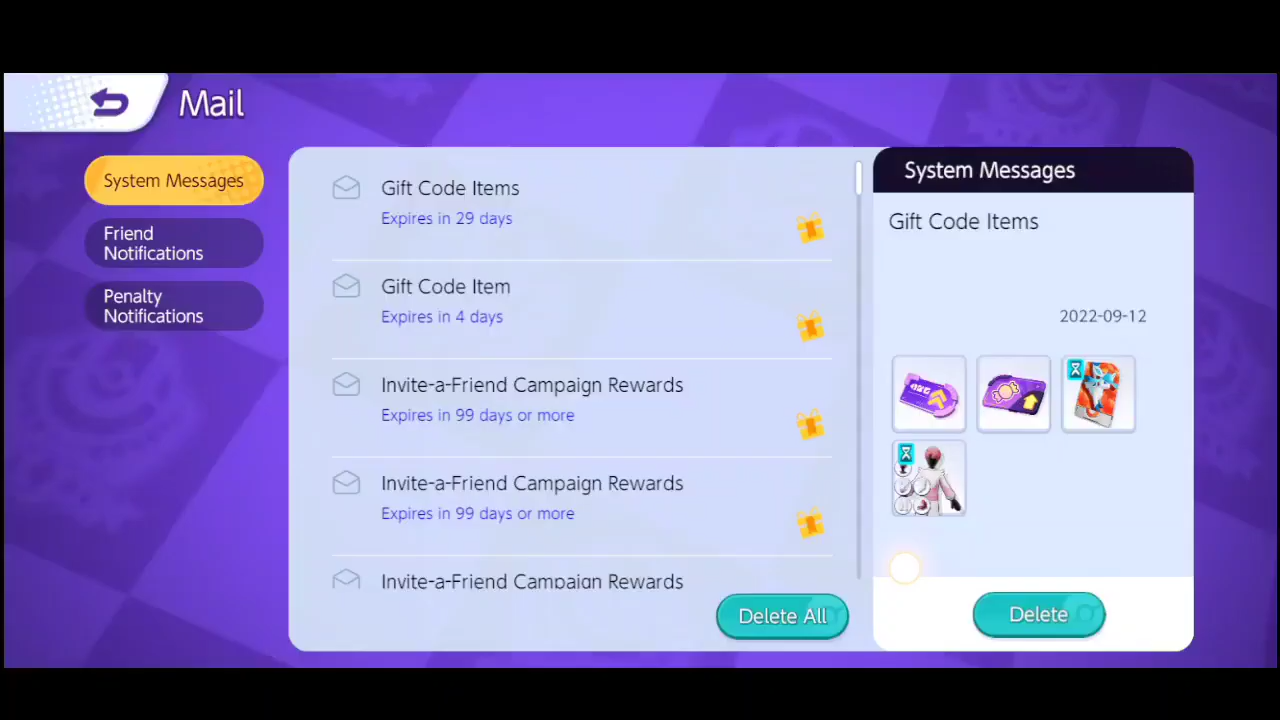 Mail
System Messages
Friend
Notifications
Penalty
Notifications
Gift Code Items
Expires in 29 days
Gift Code Item
Expires in 4 days
Invite-a-Friend Campaign Rewards
Expires in 99 days or more
Invite-a-Friend Campaign Rewards
Expires in 99 days or more
Invite-a-Friend Campaign Rewards
Delete All
System Messages
Gift Code Items
2022-09-12
Delete